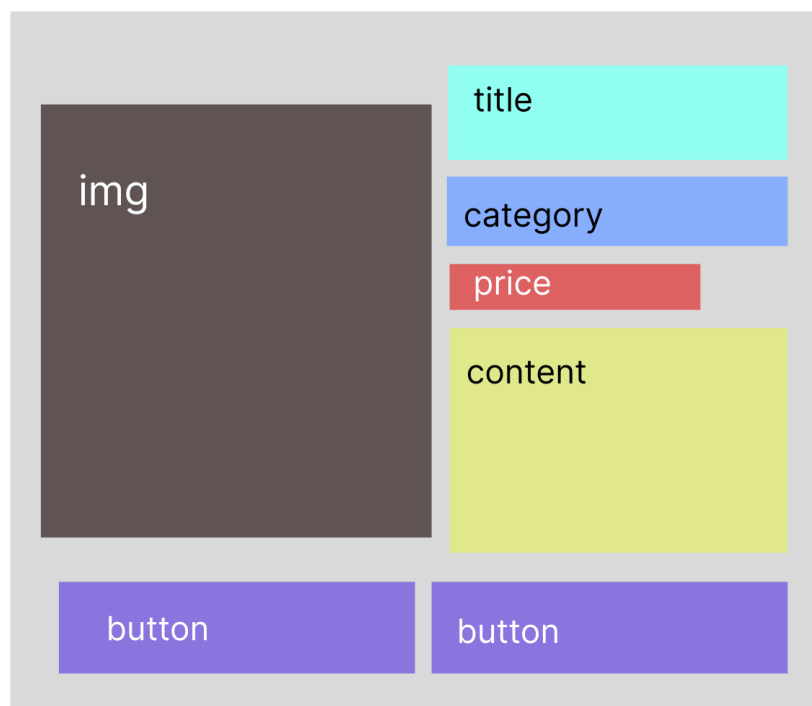 img
title
category
price
content
button
button